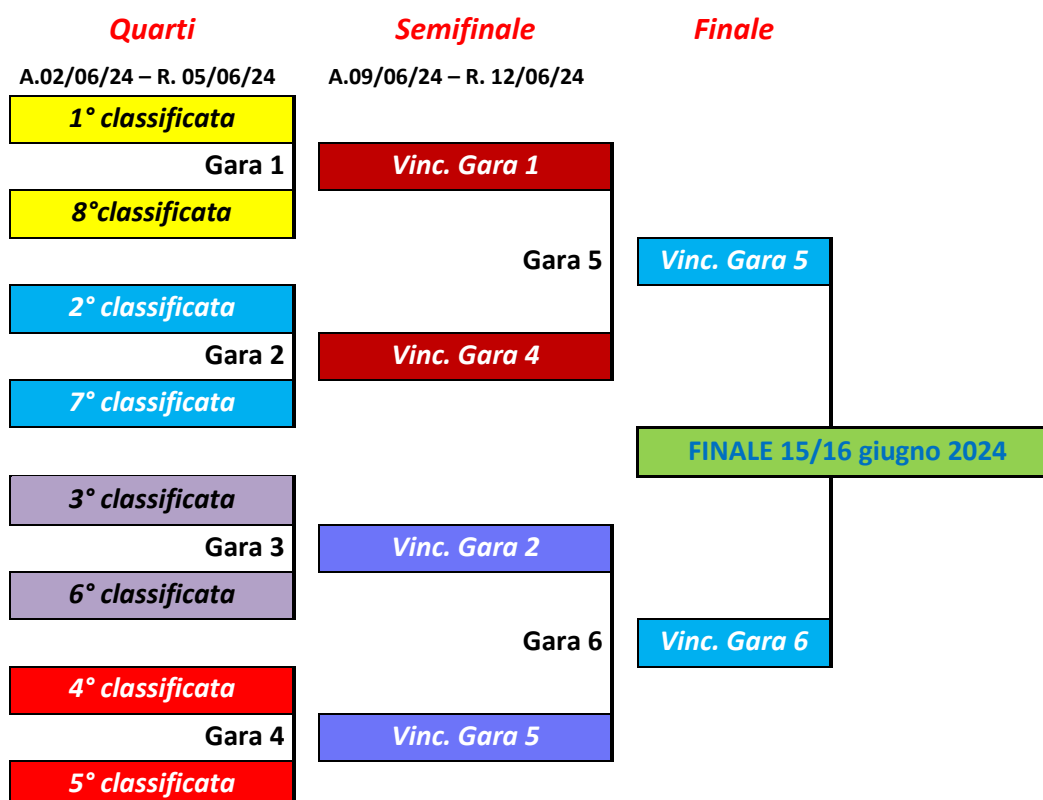 Quarti
Semifinale
Finale
A.02/06/24 – R. 05/06/24
A.09/06/24 – R. 12/06/24
1° classificata
Gara 1
Vinc. Gara 1
8°classificata
Gara 5
Vinc. Gara 5
2° classificata
Gara 2
Vinc. Gara 4
7° classificata
FINALE 15/16 giugno 2024
3° classificata
Gara 3
Vinc. Gara 2
6° classificata
Gara 6
Vinc. Gara 6
4° classificata
Gara 4
Vinc. Gara 5
5° classificata